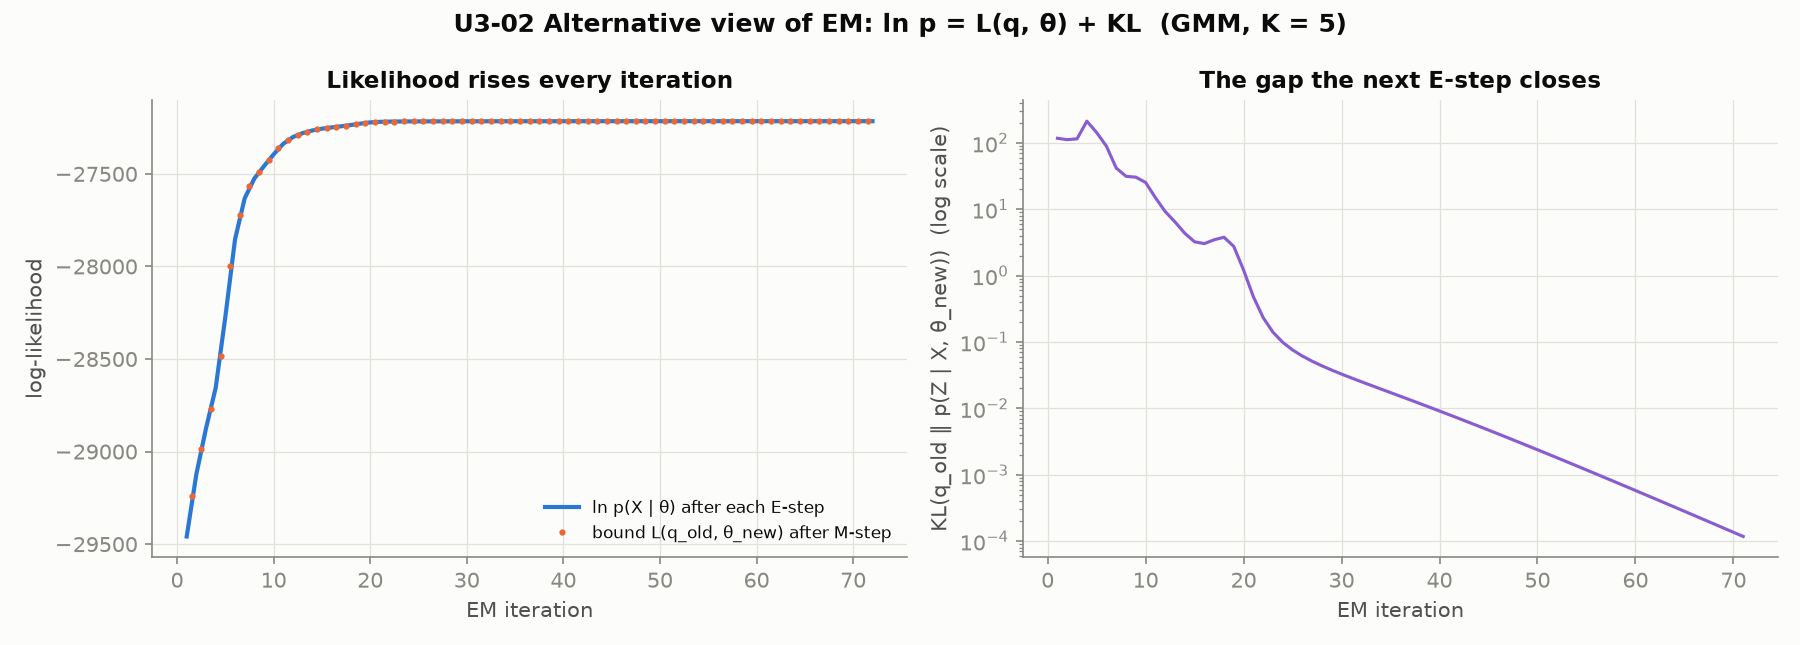 U3-02 Alternative view of EM: ln p = L(q, θ) + KL  (GMM, K = 5)
Likelihood rises every iteration
log-likelihood
−27500
−28000
−28500
−29000
−29500
ln p(X | θ) after each E-step
bound L(q_old, θ_new) after M-step
0 10 20 30 40 50 60 70
EM iteration
The gap the next E-step closes
KL(q_old ‖ p(Z | X, θ_new))  (log scale)
10²
10¹
10⁰
10⁻¹
10⁻²
10⁻³
10⁻⁴
0 10 20 30 40 50 60 70
EM iteration